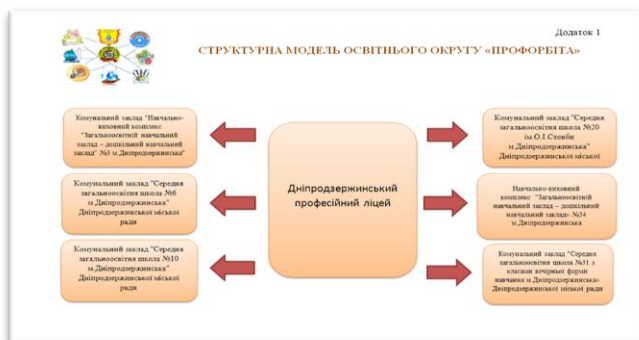 Додаток 1
СТРУКТУРНА МОДЕЛЬ ОСВІТНЬОГО ОКРУГУ «ПРОФОРБІТА»
Комунальний заклад "Навчально-
виховний комплекс
"Загальноосвітній навчальний
заклад – дошкільний навчальний
заклад" №3 м.Дніпродзержинська"
Комунальний заклад "Середня
загальноосвітня школа №6
м.Дніпродзержинська"
Дніпродзержинської міської
ради
Комунальний заклад "Середня
загальноосвітня школа №10
м.Дніпродзержинська"
Дніпродзержинської міської
ради
Дніпродзержинський
професійний ліцей
Комунальний заклад "Середня
загальноосвітня школа №20
ім.О.І.Стовби
м.Дніпродзержинська"
Дніпродзержинської міської
Навчально-виховний
комплекс "Загальноосвітній
навчальний заклад – дошкільний
навчальний заклад» №34
м.Дніпродзержинська
Комунальний заклад "Середня
загальноосвітня школа №31 з
класами вечірньої форми
навчання м.Дніпродзержинська»
Дніпродзержинської міської ради